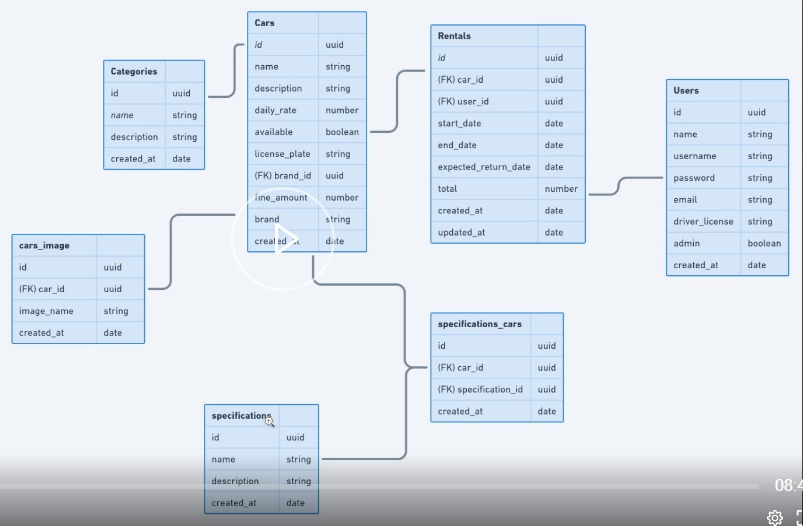 Cars
id uuid
name string
description string
daily_rate number
available boolean
license_plate string
(FK) brand_id uuid
fine_amount number
brand string
created_at date
Rentals
id uuid
(FK) car_id uuid
(FK) user_id uuid
start_date date
end_date date
expected_return_date date
total number
created_at date
updated_at date
Categories
id uuid
name string
description string
created_at date
Users
id uuid
name string
username string
password string
email string
driver_license string
admin boolean
created_at date
cars_image
id uuid
(FK) car_id uuid
image_name string
created_at date
specifications_cars
id uuid
(FK) car_id uuid
(FK) specification_id uuid
created_at date
specifications
id uuid
name string
description string
created_at date
08:4